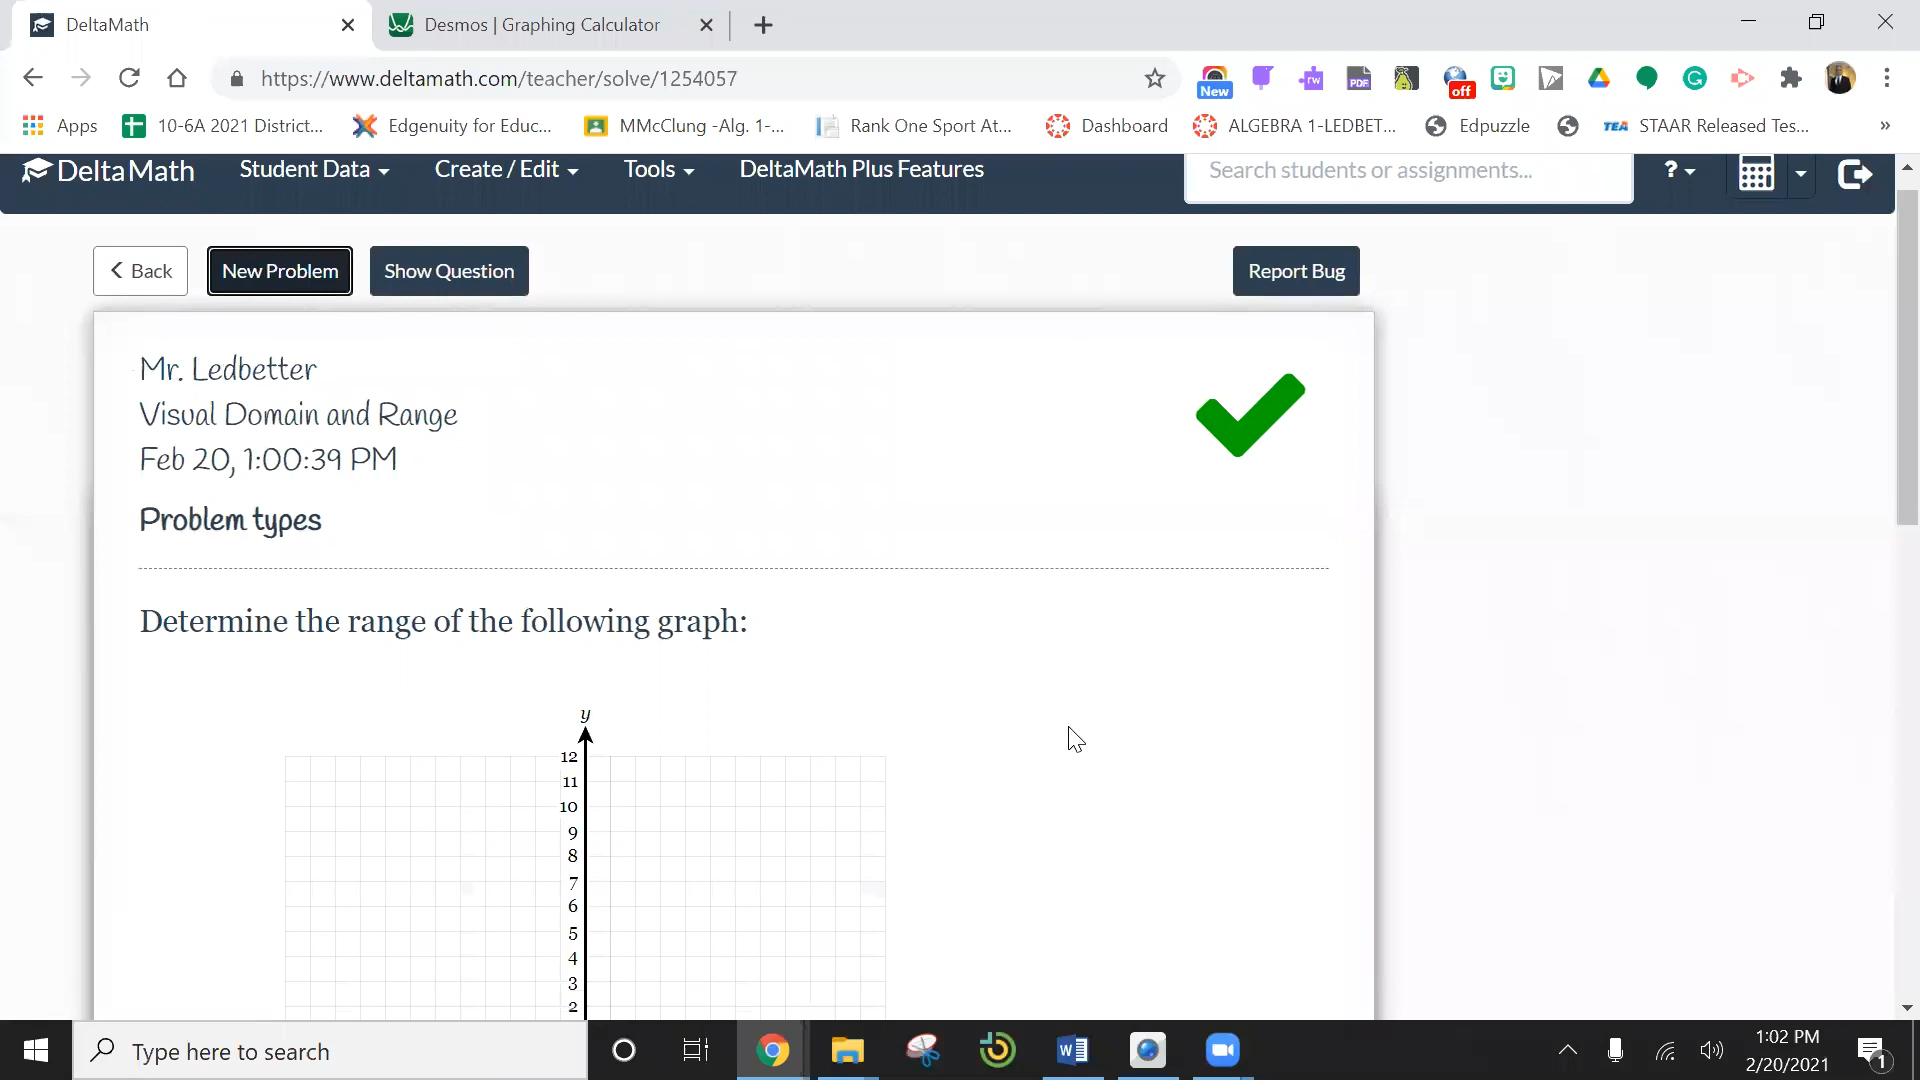 DeltaMath
Desmos | Graphing Calculator
https://www.deltamath.com/teacher/solve/1254057
New
rw
PDF
off
Apps
10-6A 2021 District...
Edgenuity for Educ...
MMcClung -Alg. 1-...
Rank One Sport At...
Dashboard
ALGEBRA 1-LEDBET...
Edpuzzle
TEA STAAR Released Tes...
»
DeltaMath
Student Data
Create / Edit
Tools
DeltaMath Plus Features
Search students or assignments...
?
Back
New Problem
Show Question
Report Bug
Mr. Ledbetter
Visual Domain and Range
Feb 20, 1:00:39 PM
Problem types
Determine the range of the following graph:
y
12
11
10
9
8
7
6
5
4
3
2
Type here to search
1:02 PM
2/20/2021
1